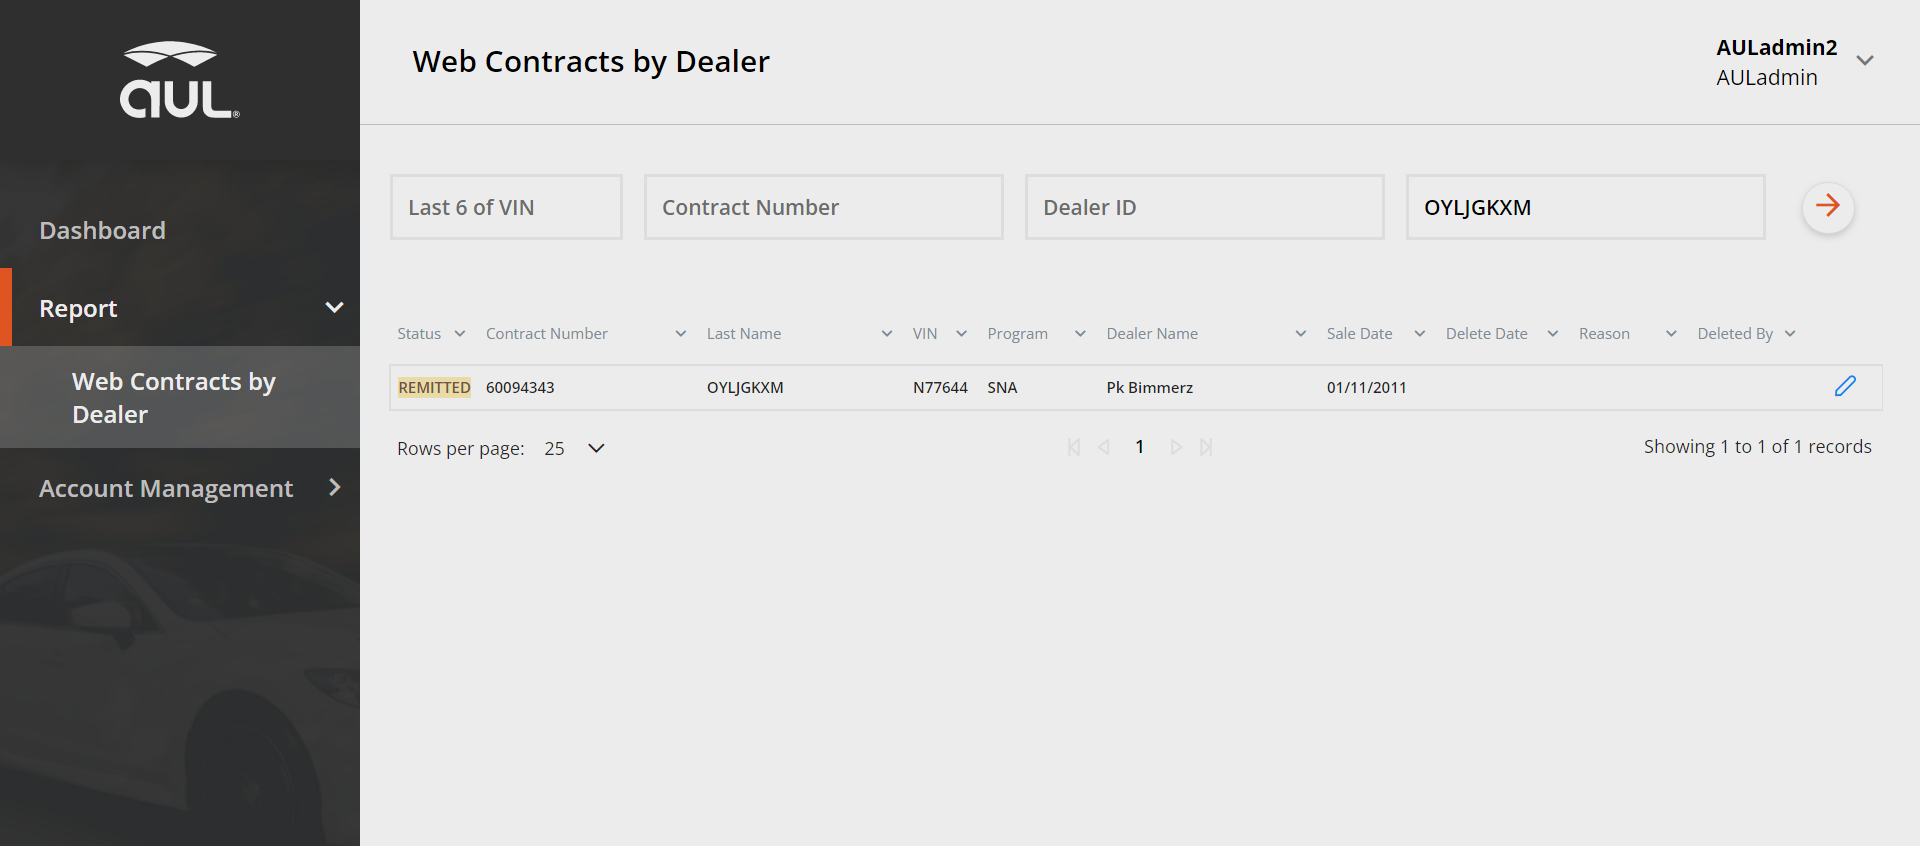 aul®
Web Contracts by Dealer
AULadmin2
AULadmin
Dashboard
Report
Web Contracts by
Dealer
Account Management
Last 6 of VIN
Contract Number
Dealer ID
OYLJGKXM
Status Contract Number Last Name VIN Program Dealer Name Sale Date Delete Date Reason Deleted By
REMITTED 60094343 OYLJGKXM N77644 SNA Pk Bimmerz 01/11/2011
Rows per page: 25
1
Showing 1 to 1 of 1 records